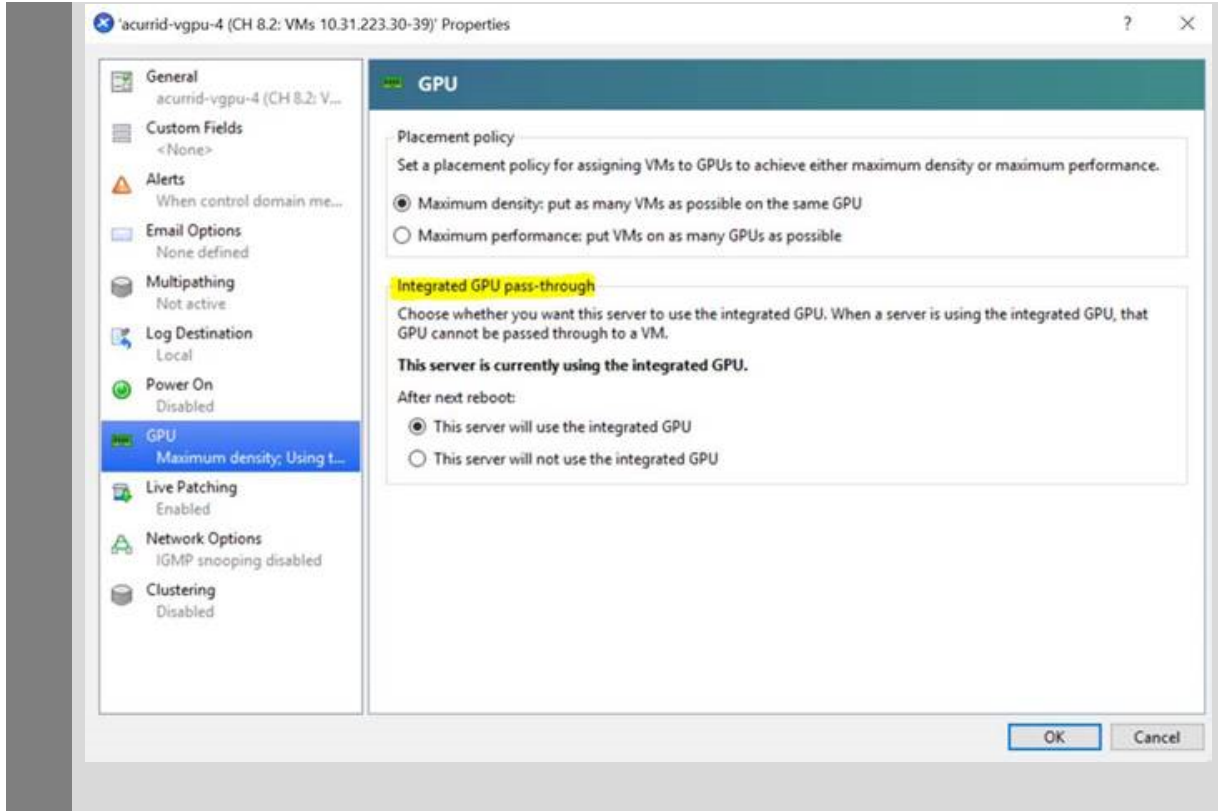 'acurrid-vgpu-4 (CH 8.2: VMs 10.31.223.30-39)' Properties
?
General
acurrid-vgpu-4 (CH 8.2: V...
Custom Fields
<None>
Alerts
When control domain me...
Email Options
None defined
Multipathing
Not active
Log Destination
Local
Power On
Disabled
GPU
Maximum density; Using t...
Live Patching
Enabled
Network Options
IGMP snooping disabled
Clustering
Disabled
GPU
Placement policy
Set a placement policy for assigning VMs to GPUs to achieve either maximum density or maximum performance.
Maximum density: put as many VMs as possible on the same GPU
Maximum performance: put VMs on as many GPUs as possible
Integrated GPU pass-through
Choose whether you want this server to use the integrated GPU. When a server is using the integrated GPU, that
GPU cannot be passed through to a VM.
This server is currently using the integrated GPU.
After next reboot:
This server will use the integrated GPU
This server will not use the integrated GPU
OK
Cancel